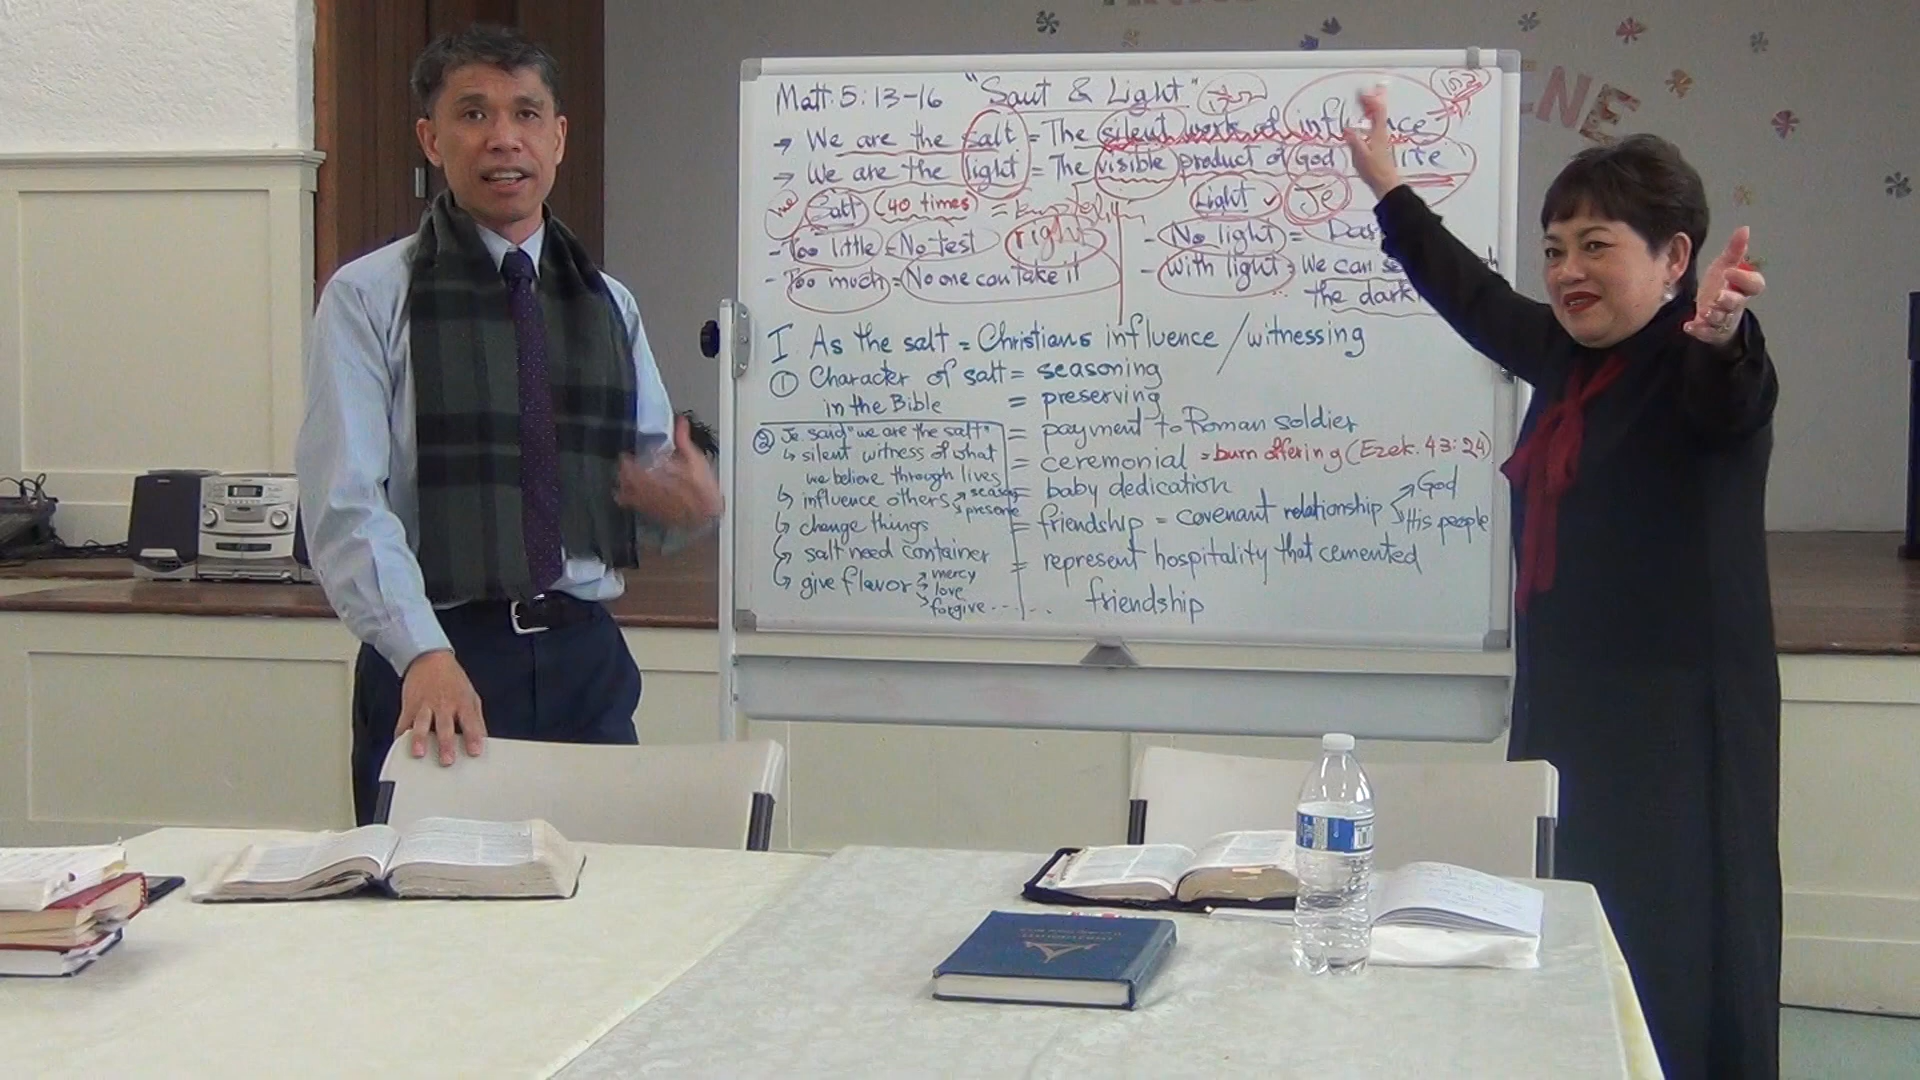 Matt. 5:13-16 "Saut & Light"
→ We are the salt = The silent work of influence
→ We are the light = The visible product of God
Salt (40 times) =
Light ✓ Je
- Too little = No test right
- No light =
- Too much = No one can take it
- With light = We can
the dark
I. As the salt = Christians influence / witnessing
① Character of salt = seasoning
in the Bible = preserving
= payment to Roman soldier
= ceremonial = burn offering (Ezek. 43:24)
= baby dedication
= friendship = covenant relationship → God
→ His people
= represent hospitality that cemented
friendship
② Je. said "we are the salt"
↳ silent witness of what
we believe through lives
↳ influence others
↳ change things
↳ salt need container
↳ give flavor → mercy
→ love
→ forgive ......